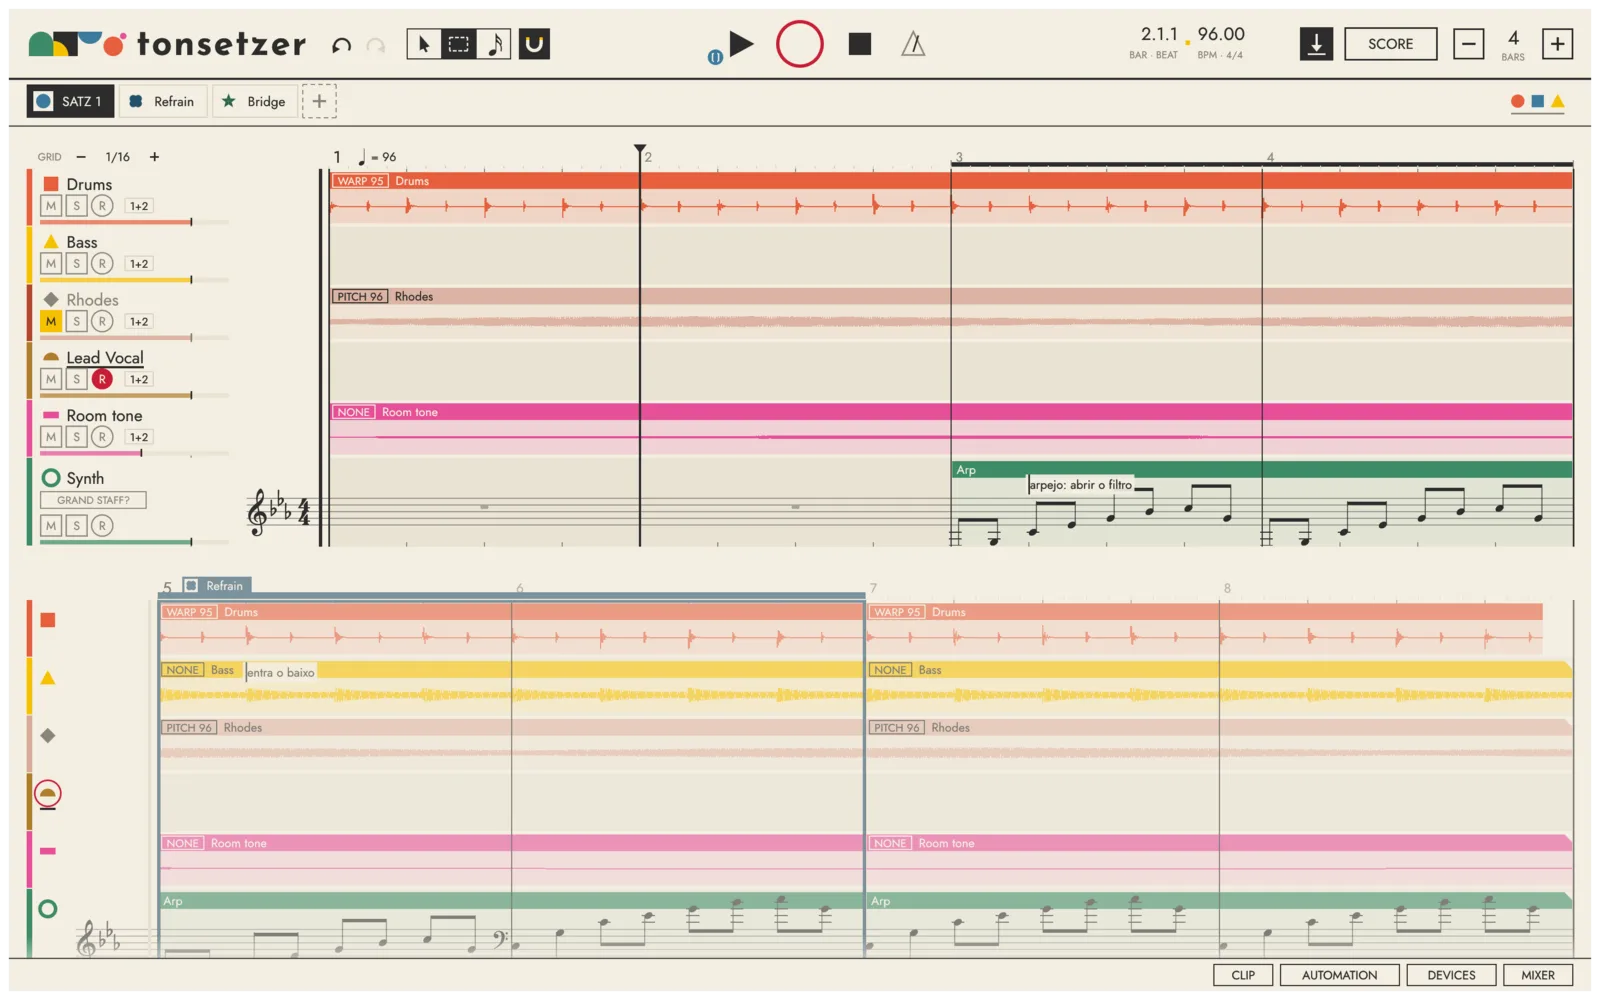 tonsetzer
2.1.1 96.00
BAR · BEAT BPM · 4/4
SCORE
4
BARS
SATZ 1 Refrain Bridge +
GRID − 1/16 +
1 = 96 2 3 4
Drums
M S R 1+2
WARP 95 Drums
Bass
M S R 1+2
Rhodes
M S R 1+2
PITCH 96 Rhodes
Lead Vocal
M S R 1+2
Room tone
M S R 1+2
NONE Room tone
Synth
GRAND STAFF?
M S R
Arp
arpejo: abrir o filtro
4
4
5 Refrain 6 7 8
WARP 95 Drums WARP 95 Drums
NONE Bass entra o baixo NONE Bass
PITCH 96 Rhodes PITCH 96 Rhodes
NONE Room tone NONE Room tone
Arp Arp
CLIP AUTOMATION DEVICES MIXER